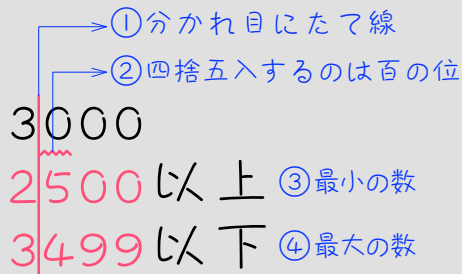 ①分かれ目にたて線
②四捨五入するのは百の位
3000
2500以上 ③最小の数
3499以下 ④最大の数